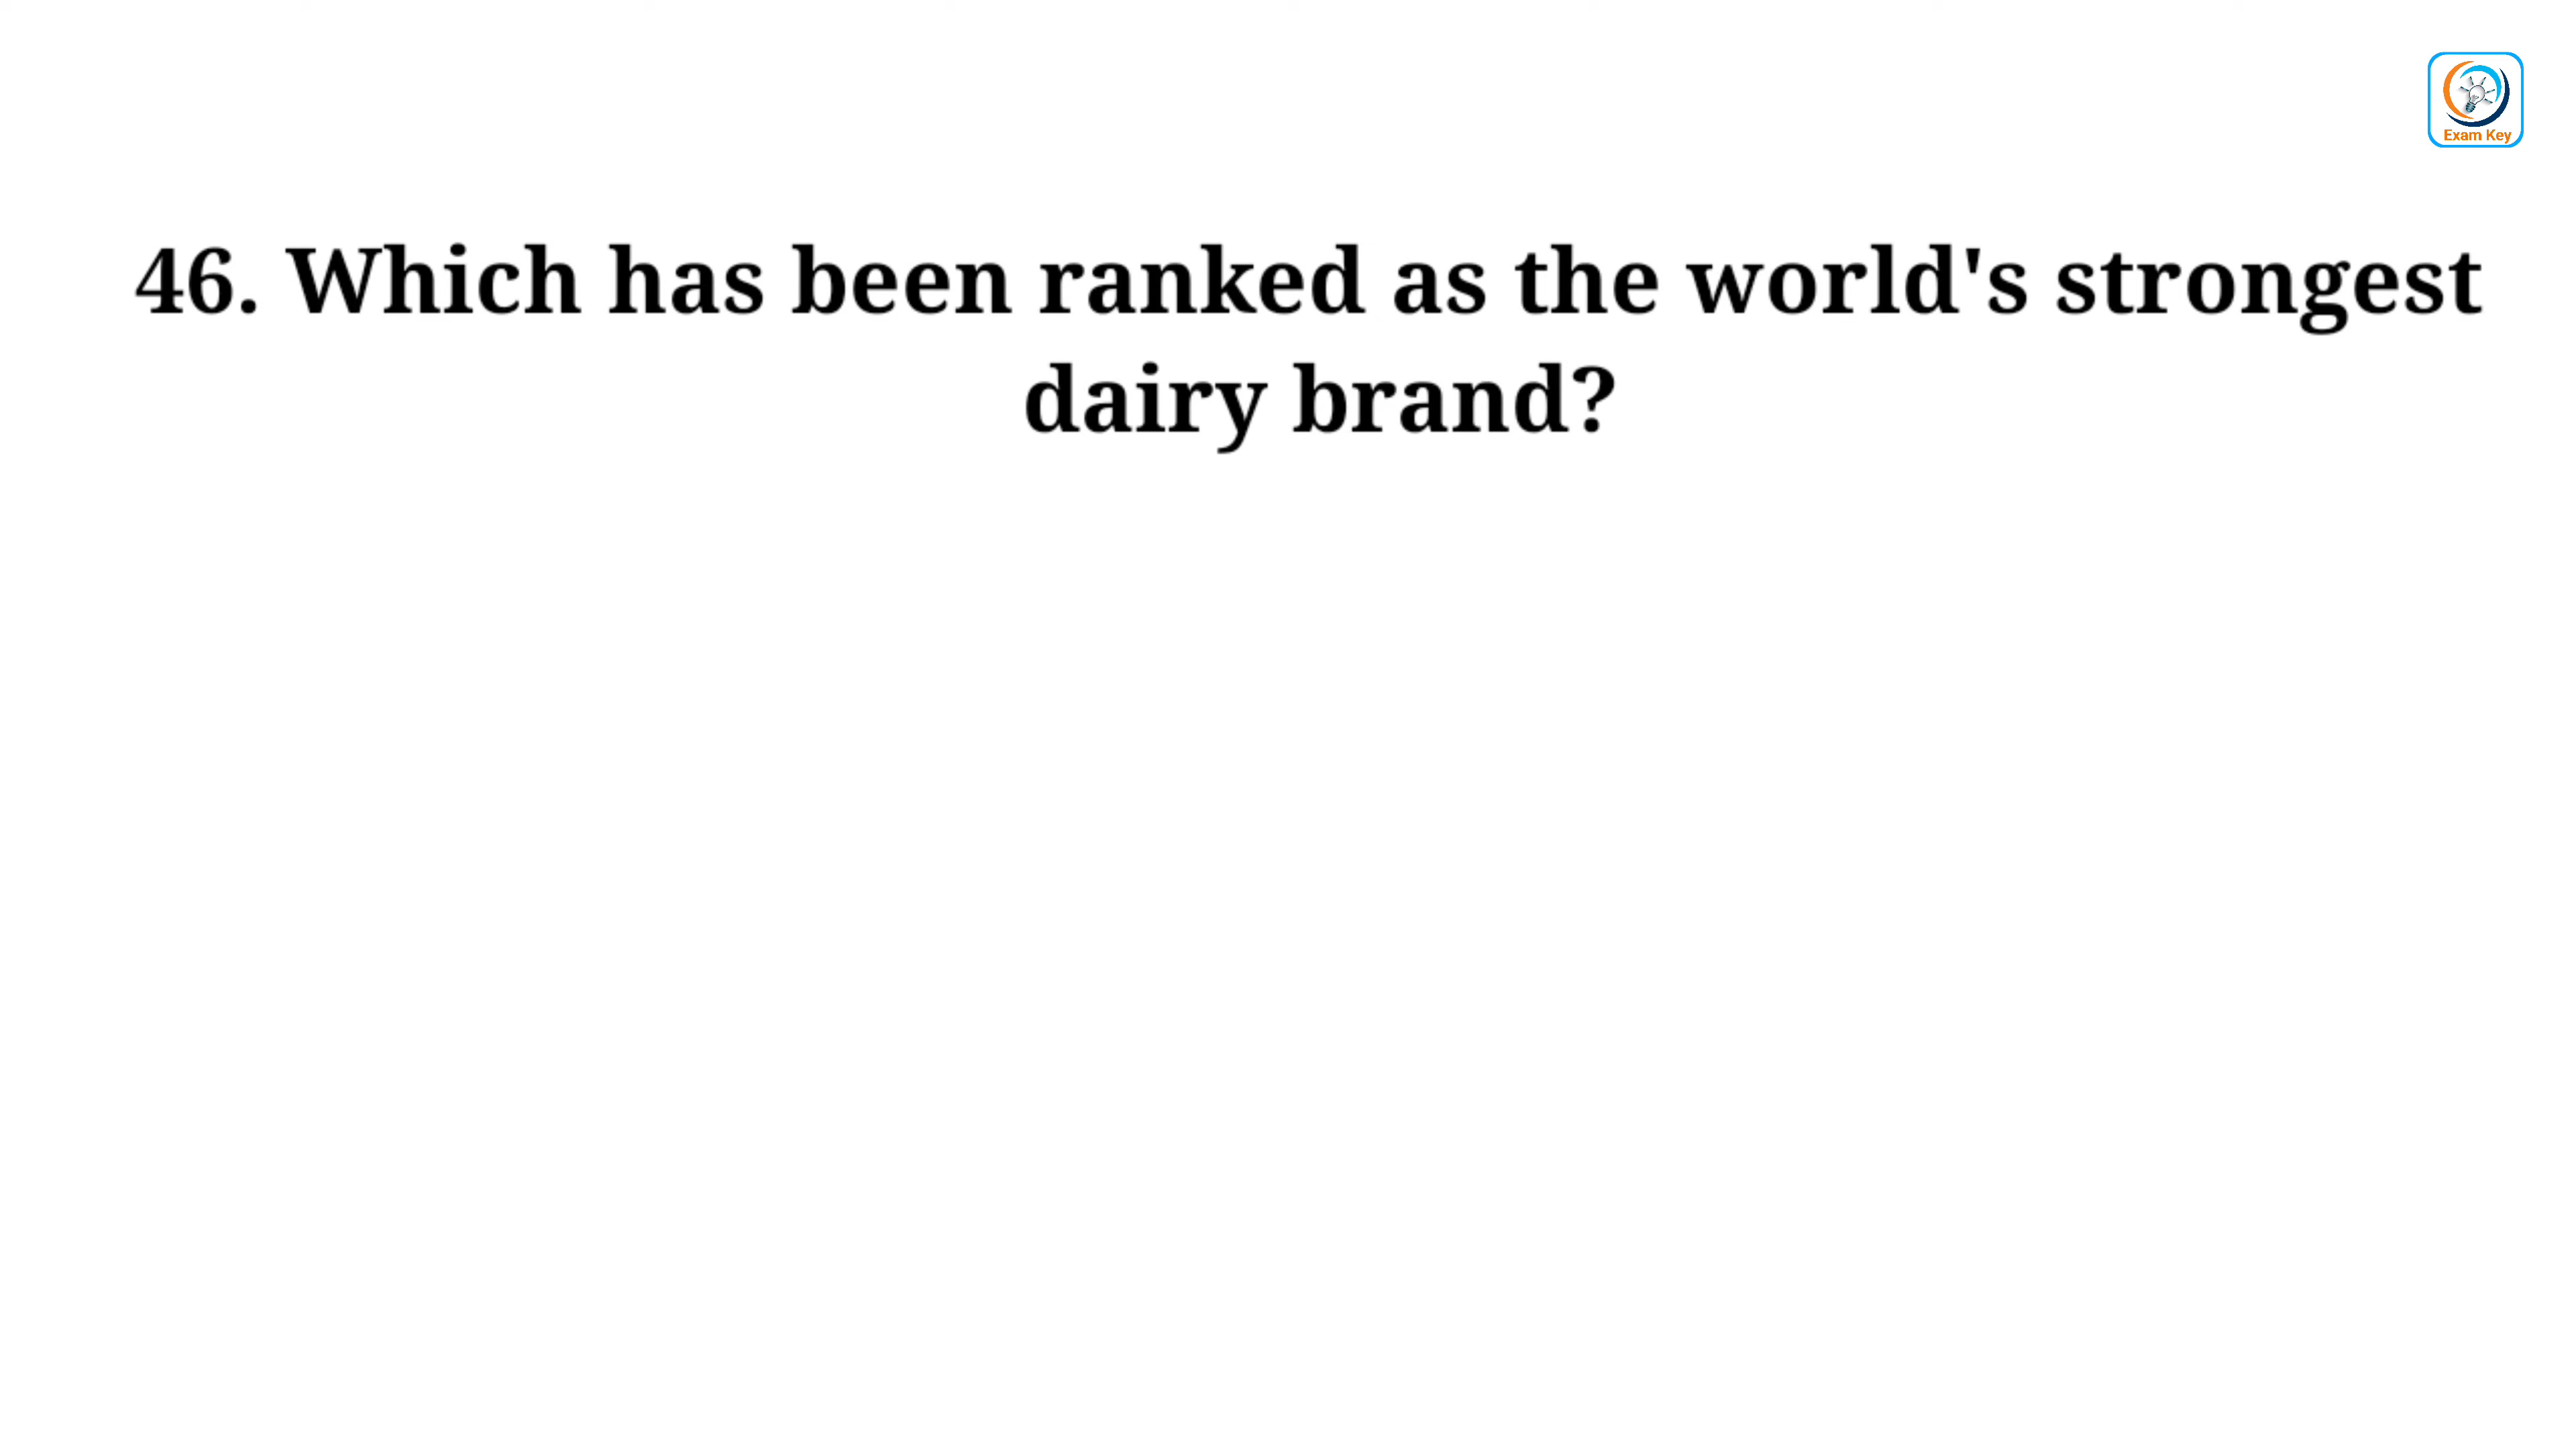 Exam Key
46. Which has been ranked as the world's strongest
dairy brand?